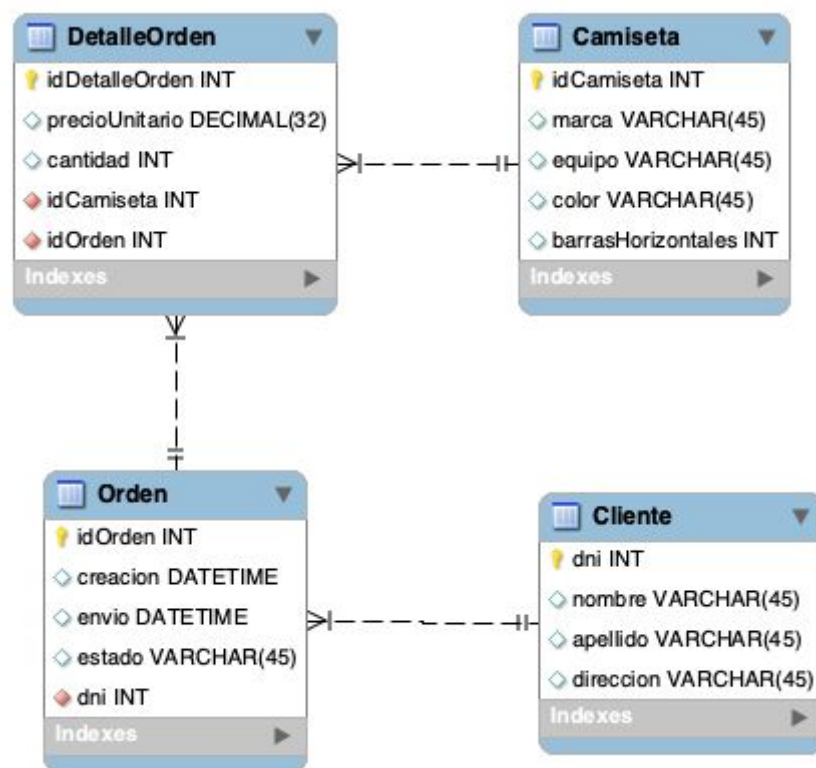 DetalleOrden
idDetalleOrden INT
precioUnitario DECIMAL(32)
cantidad INT
idCamiseta INT
idOrden INT
Indexes
Camiseta
idCamiseta INT
marca VARCHAR(45)
equipo VARCHAR(45)
color VARCHAR(45)
barrasHorizontales INT
Indexes
Orden
idOrden INT
creacion DATETIME
envio DATETIME
estado VARCHAR(45)
dni INT
Indexes
Cliente
dni INT
nombre VARCHAR(45)
apellido VARCHAR(45)
direccion VARCHAR(45)
Indexes